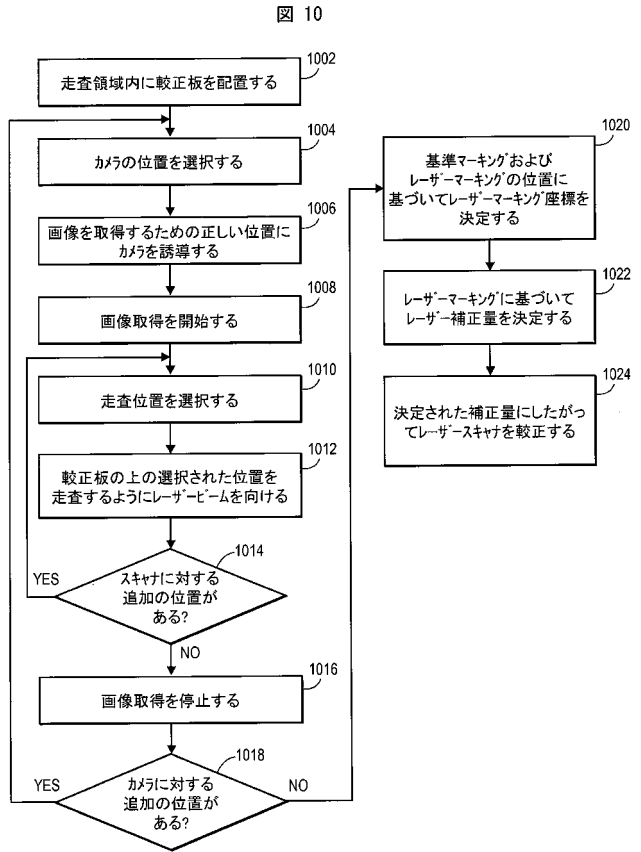 図 10
1002
走査領域内に較正板を配置する
1004
カメラの位置を選択する
1006
画像を取得するための正しい位置に
カメラを誘導する
1008
画像取得を開始する
1010
走査位置を選択する
1012
較正板の上の選択された位置を
走査するようにレーザービームを向ける
1014
スキャナに対する
追加の位置が
ある?
YES
NO
1016
画像取得を停止する
1018
カメラに対する
追加の位置が
ある?
YES
NO
1020
基準マーキングおよび
レーザーマーキングの位置に
基づいてレーザーマーキング座標を
決定する
1022
レーザーマーキングに基づいて
レーザー補正量を決定する
1024
決定された補正量にしたがっ
てレーザースキャナを較正する